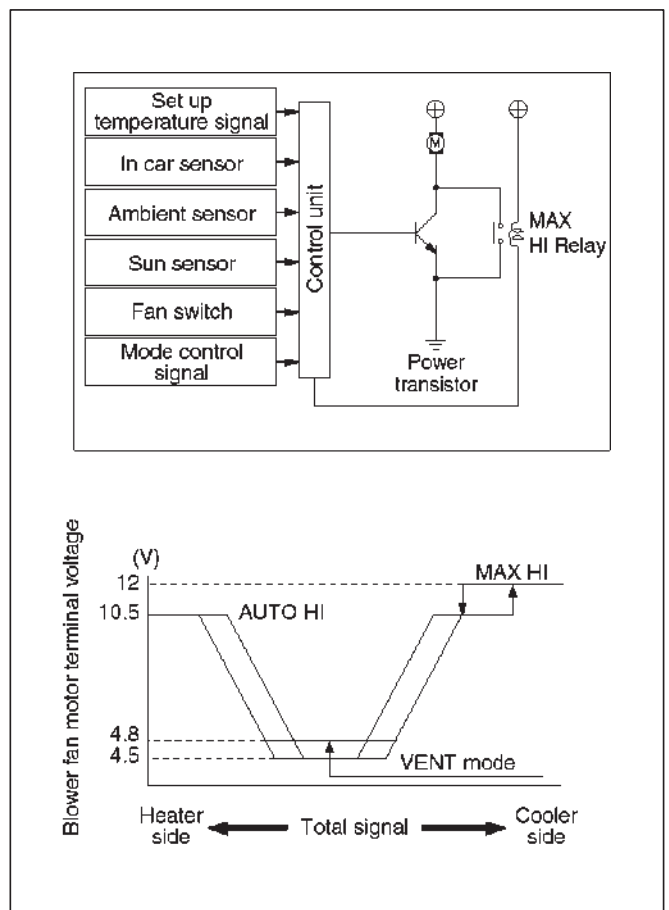 Set up
temperature signal
In car sensor
Ambient sensor
Sun sensor
Fan switch
Mode control
signal
Control unit
M
MAX
HI Relay
Power
transistor
Blower fan motor terminal voltage
(V)
12
10.5
4.8
4.5
MAX HI
AUTO HI
VENT mode
Heater
side
Total signal
Cooler
side